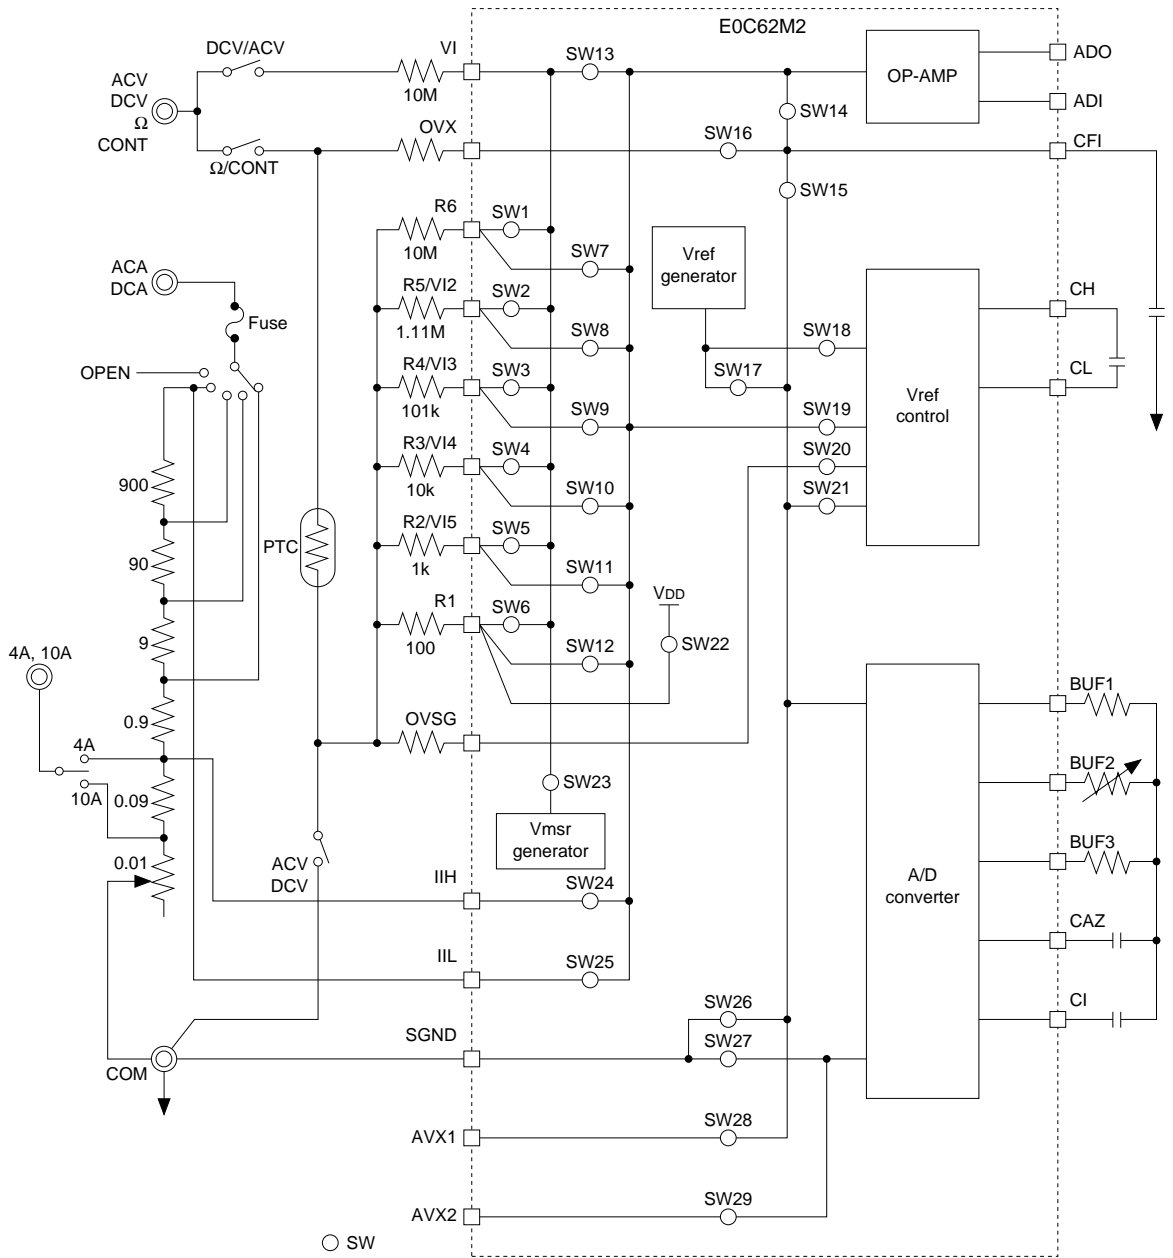 E0C62M2
DCV/ACV
VI
SW13
ADO
ACV
DCV
Ω
CONT
10M
OP-AMP
SW14
ADI
OVX
SW16
CFI
Ω/CONT
SW15
R6
SW1
10M
SW7
Vref
generator
ACA
DCA
R5/VI2
SW2
CH
Fuse
1.11M
SW8
SW18
OPEN
R4/VI3
SW3
SW17
CL
101k
SW9
SW19
Vref
control
R3/VI4
SW4
SW20
900
10k
SW10
SW21
PTC
R2/VI5
SW5
90
1k
SW11
VDD
R1
SW6
9
100
SW12
SW22
4A, 10A
BUF1
0.9
OVSG
4A
BUF2
10A
0.09
SW23
Vmsr
generator
BUF3
0.01
ACV
DCV
A/D
converter
IIH
SW24
CAZ
IIL
SW25
SW26
CI
SGND
SW27
COM
AVX1
SW28
AVX2
SW29
SW